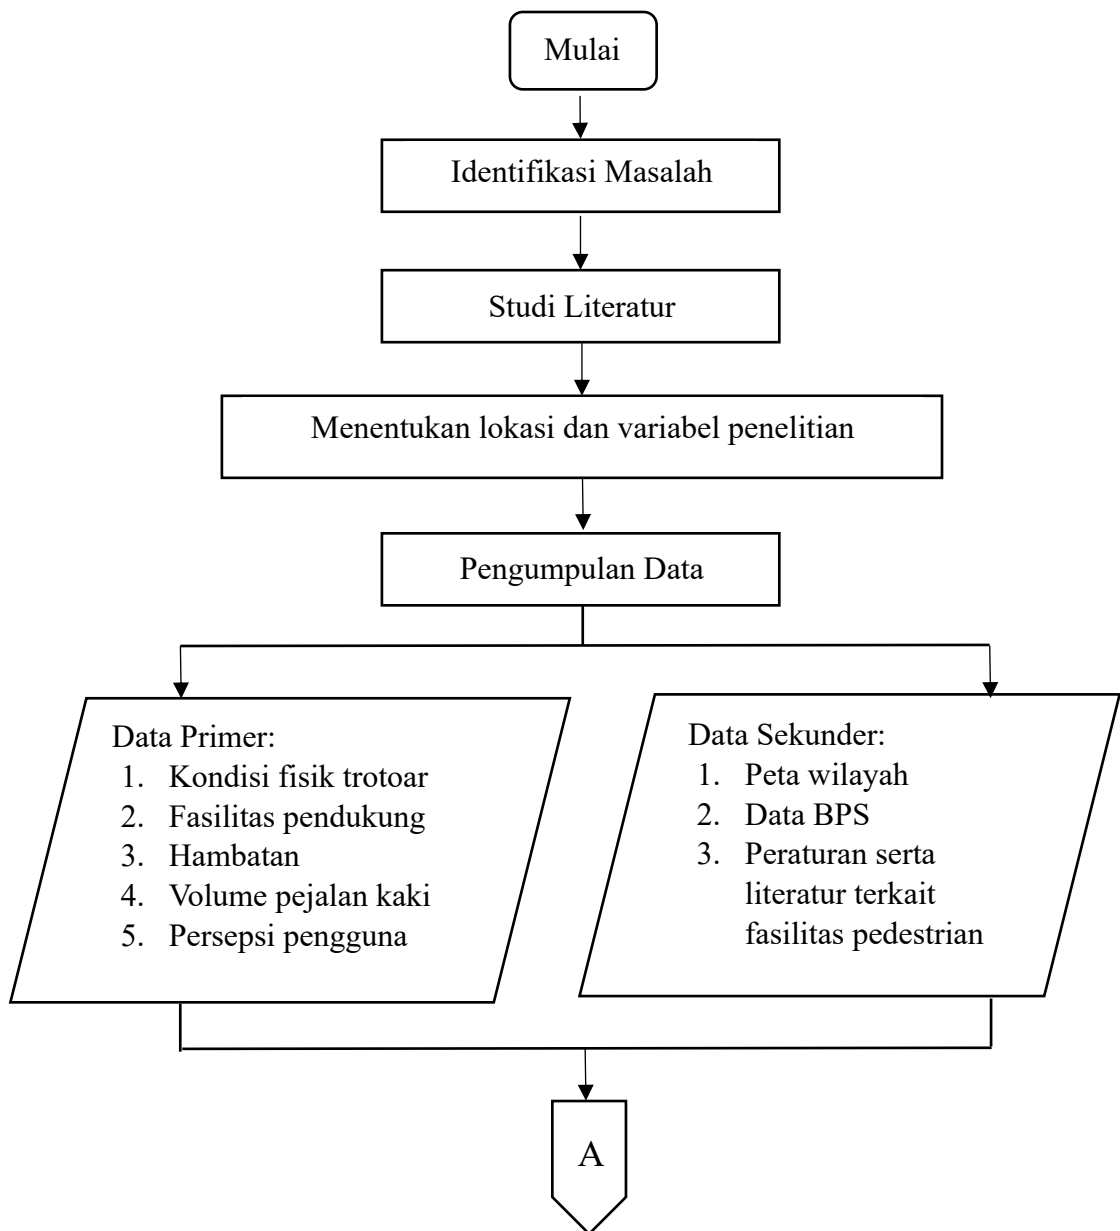 Mulai
Identifikasi Masalah
Studi Literatur
Menentukan lokasi dan variabel penelitian
Pengumpulan Data
Data Primer:
1. Kondisi fisik trotoar
2. Fasilitas pendukung
3. Hambatan
4. Volume pejalan kaki
5. Persepsi pengguna
Data Sekunder:
1. Peta wilayah
2. Data BPS
3. Peraturan serta
literatur terkait
fasilitas pedestrian
A